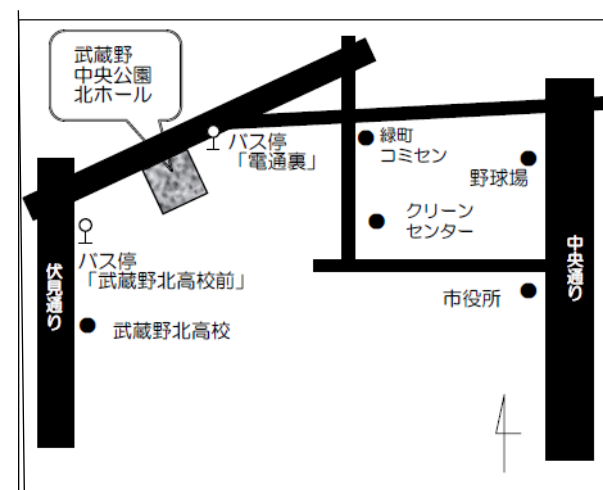 武蔵野
中央公園
北ホール
バス停
「電通裏」
緑町
コミセン
野球場
クリーン
センター
中央通り
伏見通り
バス停
「武蔵野北高校前」
市役所
武蔵野北高校